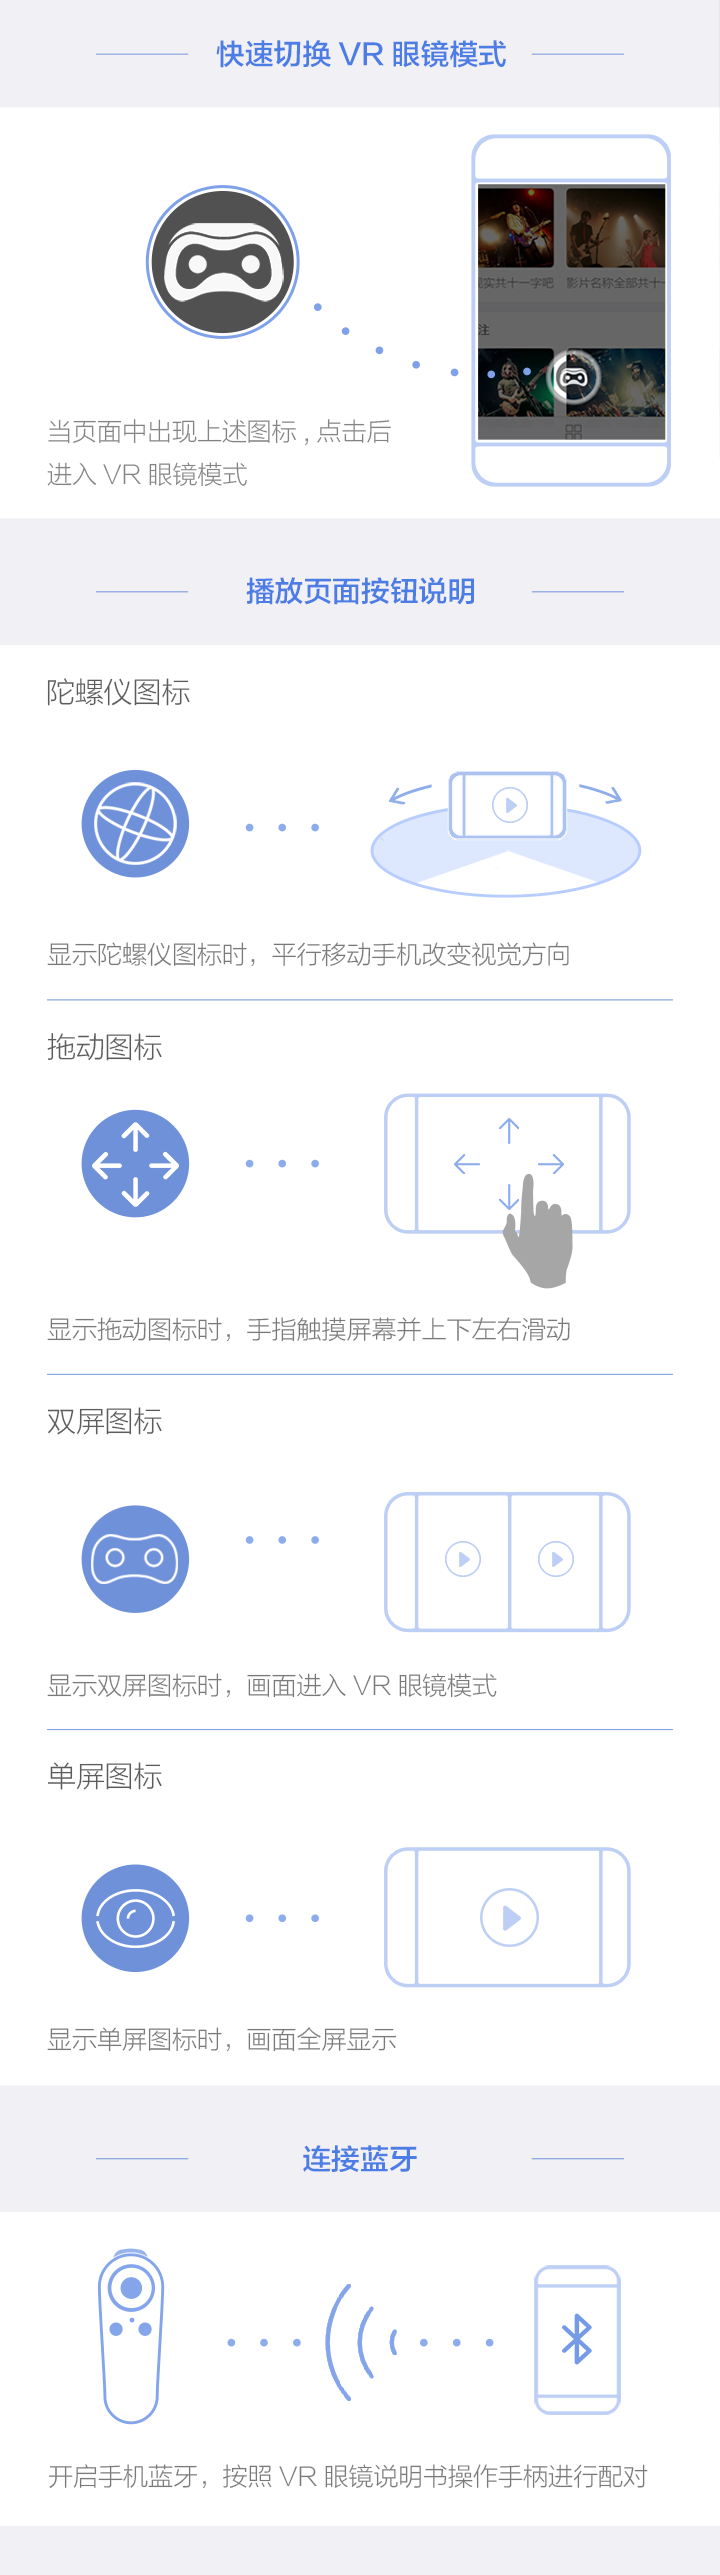 快速切换 VR 眼镜模式
现实共十一字吧 影片名称全部共十一
注
当页面中出现上述图标，点击后
进入 VR 眼镜模式
播放页面按钮说明
陀螺仪图标
显示陀螺仪图标时，平行移动手机改变视觉方向
拖动图标
显示拖动图标时，手指触摸屏幕并上下左右滑动
双屏图标
显示双屏图标时，画面进入 VR 眼镜模式
单屏图标
显示单屏图标时，画面全屏显示
连接蓝牙
开启手机蓝牙，按照 VR 眼镜说明书操作手柄进行配对